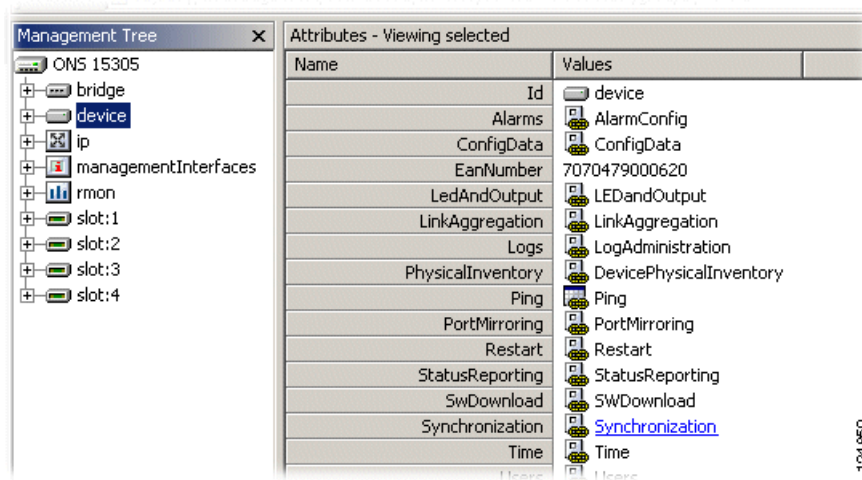 Management Tree
Attributes - Viewing selected
ONS 15305
bridge
device
ip
managementInterfaces
rmon
slot:1
slot:2
slot:3
slot:4
Name Values
Id device
Alarms AlarmConfig
ConfigData ConfigData
EanNumber 7070479000620
LedAndOutput LEDandOutput
LinkAggregation LinkAggregation
Logs LogAdministration
PhysicalInventory DevicePhysicalInventory
Ping Ping
PortMirroring PortMirroring
Restart Restart
StatusReporting StatusReporting
SwDownload SWDownload
Synchronization Synchronization
Time Time
Users Users